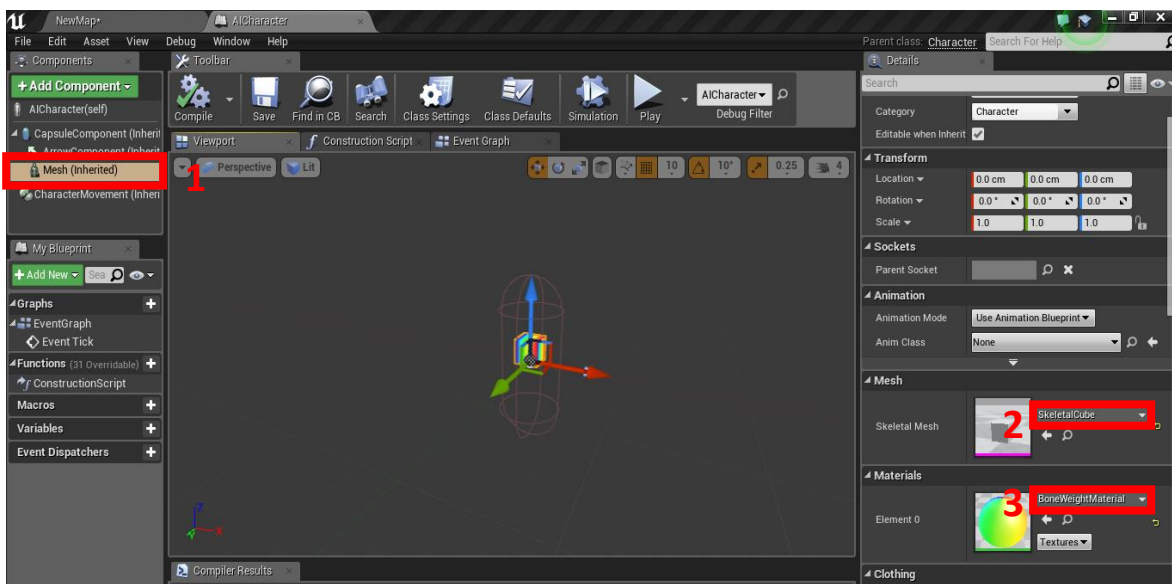 NewMap*
AICharacter
File Edit Asset View Debug Window Help
Parent class: Character
Search For Help
Components
+ Add Component
AICharacter(self)
CapsuleComponent (Inherit
ArrowComponent (Inherit
Mesh (Inherited)
1
CharacterMovement (Inheri
My Blueprint
+ Add New
Sea
Graphs
EventGraph
Event Tick
Functions (31 Overridable)
ConstructionScript
Macros
Variables
Event Dispatchers
Toolbar
Compile
Save
Find in CB
Search
Class Settings
Class Defaults
Simulation
Play
AICharacter
Debug Filter
Viewport
Construction Script
Event Graph
Perspective
Lit
10
10°
0.25
4
Z
X
Compiler Results
Details
Search
Category
Character
Editable when Inherit
Transform
Location
0.0 cm 0.0 cm 0.0 cm
Rotation
0.0 ° 0.0 ° 0.0 °
Scale
1.0 1.0 1.0
Sockets
Parent Socket
Animation
Animation Mode
Use Animation Blueprint
Anim Class
None
Mesh
Skeletal Mesh
2
SkeletalCube
Materials
Element 0
3
BoneWeightMaterial
Textures
Clothing